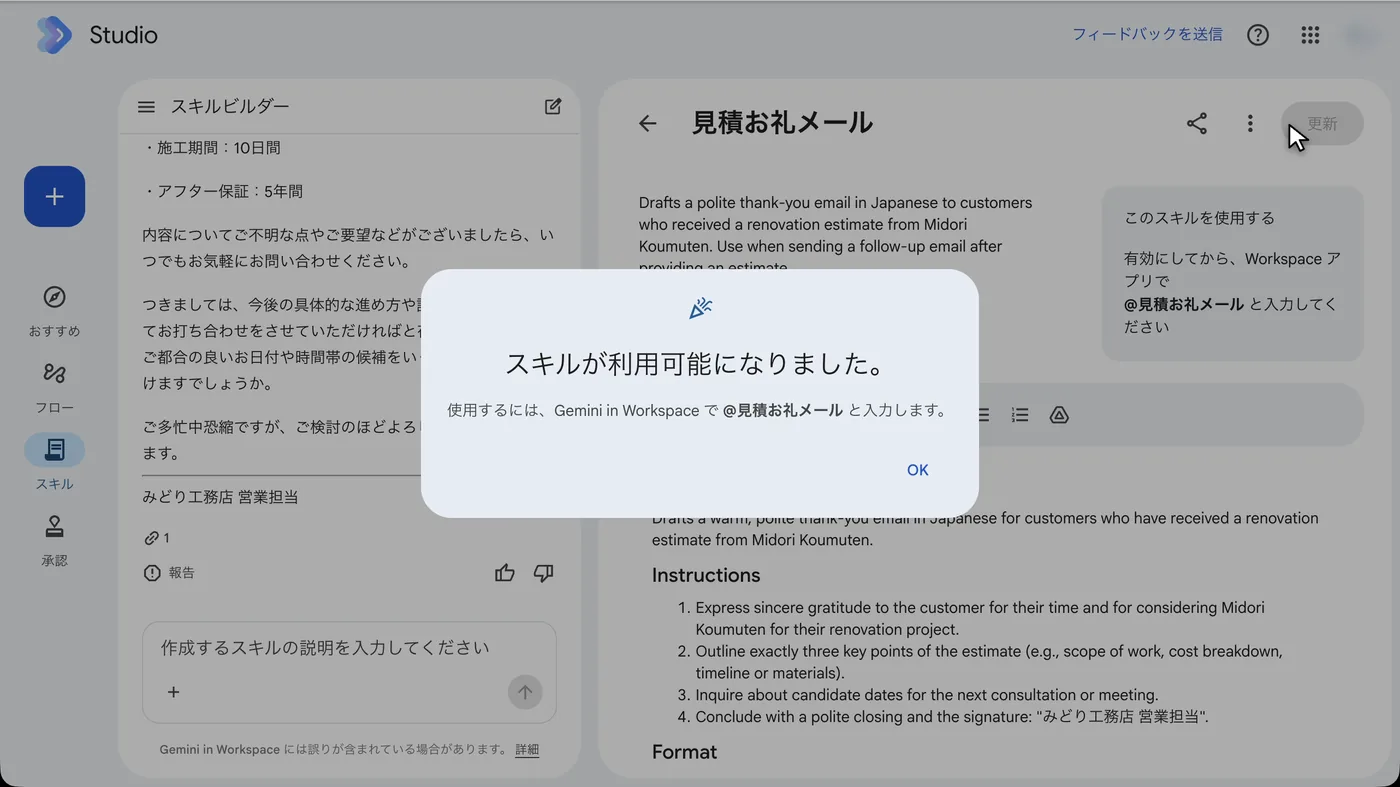 Studio
フィードバックを送信
おすすめ
フロー
スキル
承認
スキルビルダー
・施工期間：10日間
・アフター保証：5年間
内容についてご不明な点やご要望などがございましたら、い
つでもお気軽にお問い合わせください。
つきましては、今後の具体的な進め方や
てお打ち合わせをさせていただければと
ご都合の良いお日付や時間帯の候補をい
けますでしょうか。
ご多忙中恐縮ですが、ご検討のほどよろ
ます。
みどり工務店 営業担当
1
報告
作成するスキルの説明を入力してください
Gemini in Workspace には誤りが含まれている場合があります。 詳細
見積お礼メール
更新
Drafts a polite thank-you email in Japanese to customers
who received a renovation estimate from Midori
Koumuten. Use when sending a follow-up email after
providing an estimate.
このスキルを使用する
有効にしてから、Workspace ア
プリで
@見積お礼メール と入力してく
ださい
スキルが利用可能になりました。
使用するには、Gemini in Workspace で @見積お礼メール と入力します。
OK
Drafts a warm, polite thank-you email in Japanese for customers who have received a renovation
estimate from Midori Koumuten.
Instructions
1. Express sincere gratitude to the customer for their time and for considering Midori
Koumuten for their renovation project.
2. Outline exactly three key points of the estimate (e.g., scope of work, cost breakdown,
timeline or materials).
3. Inquire about candidate dates for the next consultation or meeting.
4. Conclude with a polite closing and the signature: "みどり工務店 営業担当".
Format